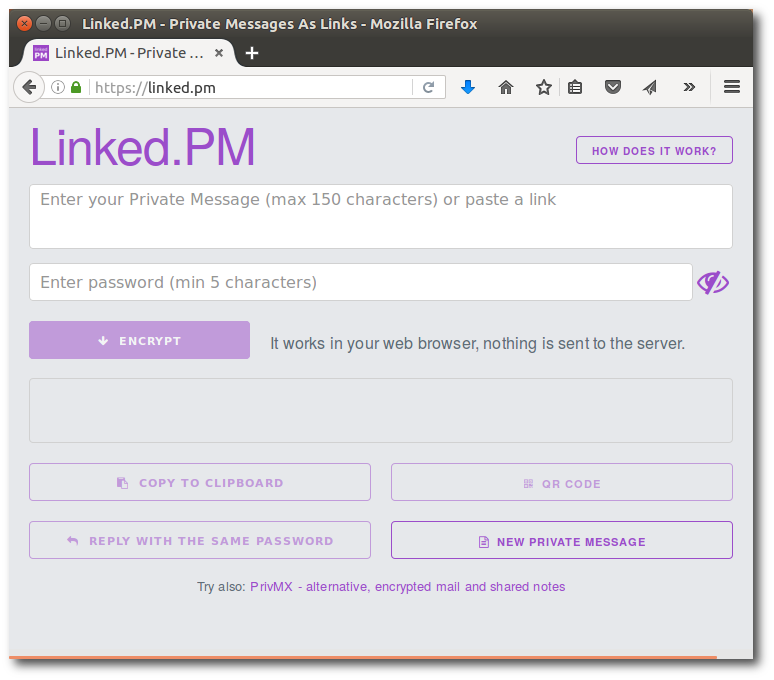 Linked.PM - Private Messages As Links - Mozilla Firefox
Linked.PM - Private ...
https://linked.pm
Linked.PM
HOW DOES IT WORK?
Enter your Private Message (max 150 characters) or paste a link
Enter password (min 5 characters)
ENCRYPT
It works in your web browser, nothing is sent to the server.
COPY TO CLIPBOARD
QR CODE
REPLY WITH THE SAME PASSWORD
NEW PRIVATE MESSAGE
Try also: PrivMX - alternative, encrypted mail and shared notes